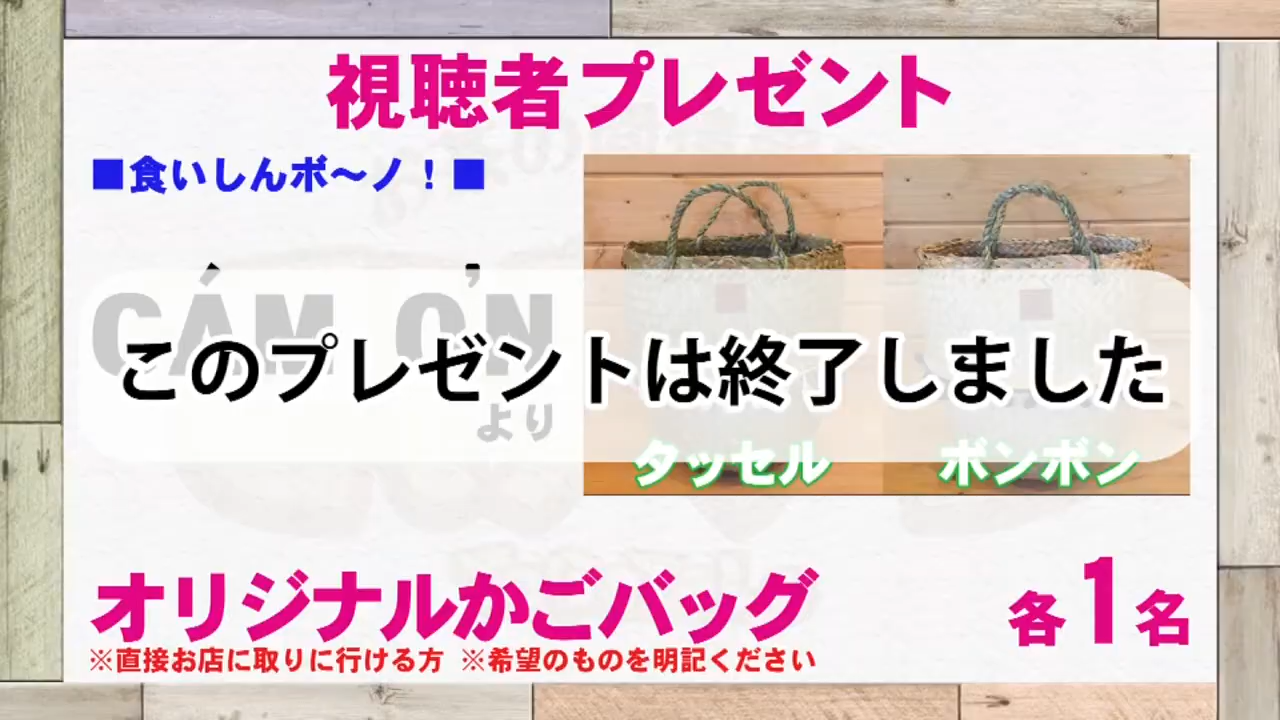 視聴者プレゼント
■食いしんボ～ノ！■
CÁM ƠN
このプレゼントは終了しました
より
タッセル
ボンボン
オリジナルかごバッグ
各1名
※直接お店に取りに行ける方 ※希望のものを明記ください